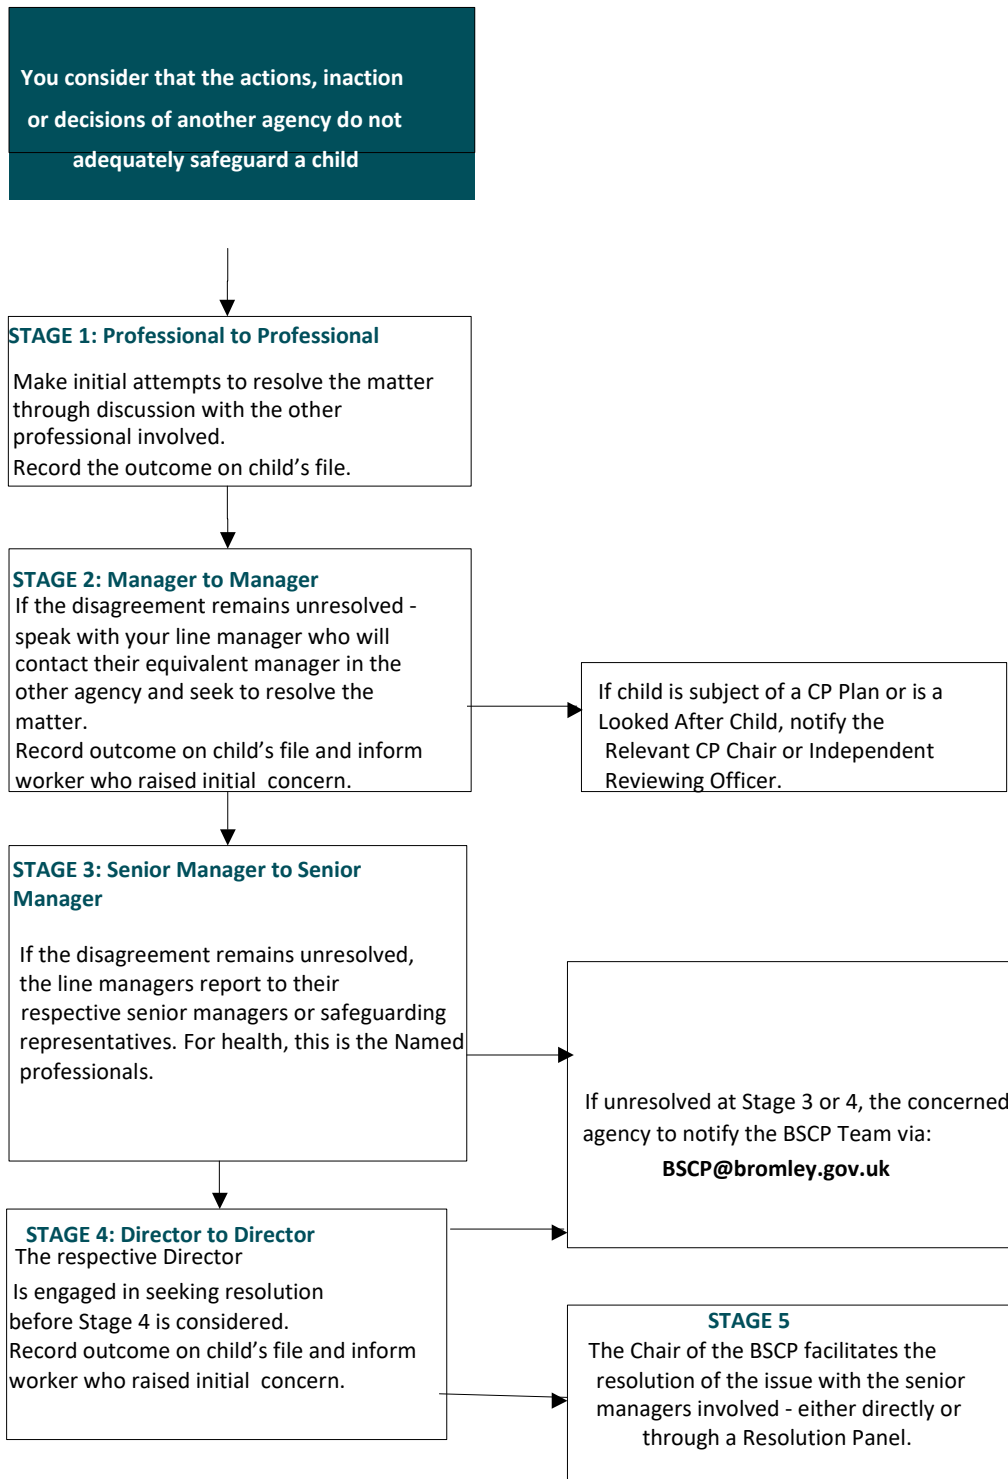 You consider that the actions, inaction
or decisions of another agency do not
adequately safeguard a child
STAGE 1: Professional to Professional
Make initial attempts to resolve the matter
through discussion with the other
professional involved.
Record the outcome on child’s file.
STAGE 2: Manager to Manager
If the disagreement remains unresolved -
speak with your line manager who will
contact their equivalent manager in the
other agency and seek to resolve the
matter.
Record outcome on child’s file and inform
worker who raised initial  concern.
If child is subject of a CP Plan or is a
Looked After Child, notify the
Relevant CP Chair or Independent
Reviewing Officer.
STAGE 3: Senior Manager to Senior
Manager
If the disagreement remains unresolved,
the line managers report to their
respective senior managers or safeguarding
representatives. For health, this is the Named
professionals.
If unresolved at Stage 3 or 4, the concerned
agency to notify the BSCP Team via:
BSCP@bromley.gov.uk
STAGE 4: Director to Director
The respective Director
Is engaged in seeking resolution
before Stage 4 is considered.
Record outcome on child’s file and inform
worker who raised initial  concern.
STAGE 5
The Chair of the BSCP facilitates the
resolution of the issue with the senior
managers involved - either directly or
through a Resolution Panel.